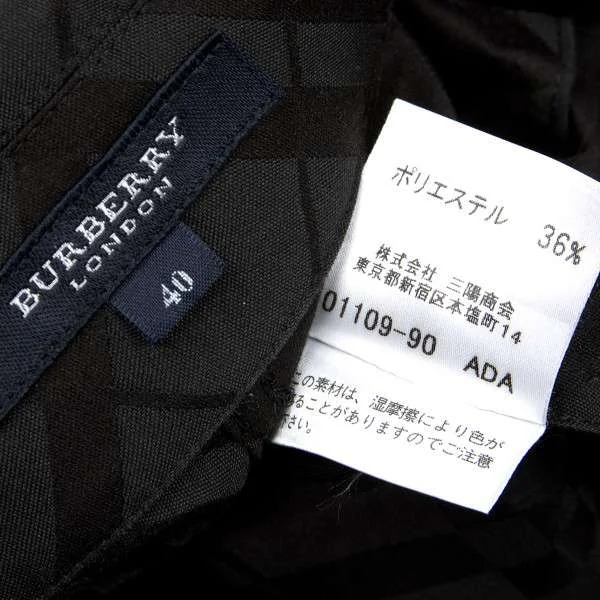 BURBERRY
LONDON
40
ポリエステル 36%
株式会社 三陽商会
東京都新宿区本塩町14
01109-90 ADA
この素材は、湿摩擦により色が
あることがありますのでご注意
さい。